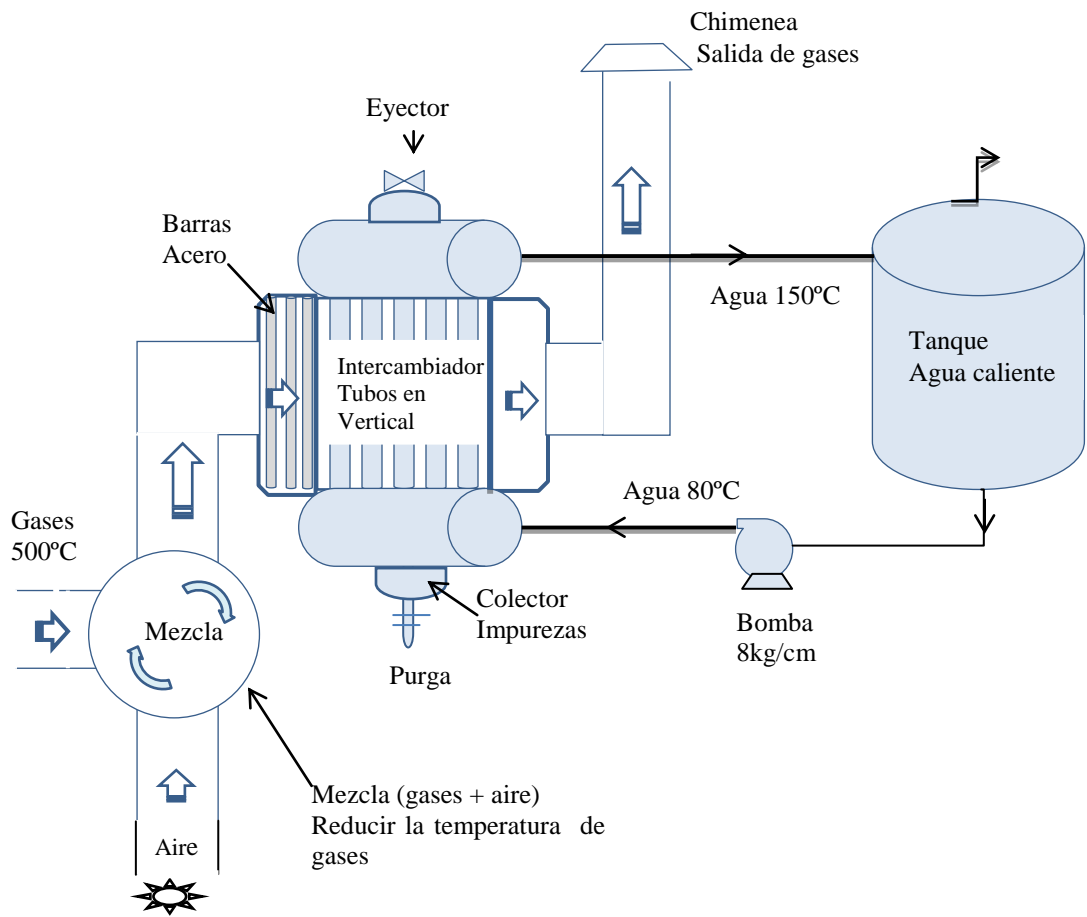 Chimenea
Salida de gases
Eyector
Barras
Acero
Agua 150ºC
Tanque
Agua caliente
Intercambiador
Tubos en
Vertical
Agua 80ºC
Gases
500ºC
Mezcla
Colector
Impurezas
Bomba
8kg/cm
Purga
Mezcla (gases + aire)
Reducir la temperatura de
gases
Aire